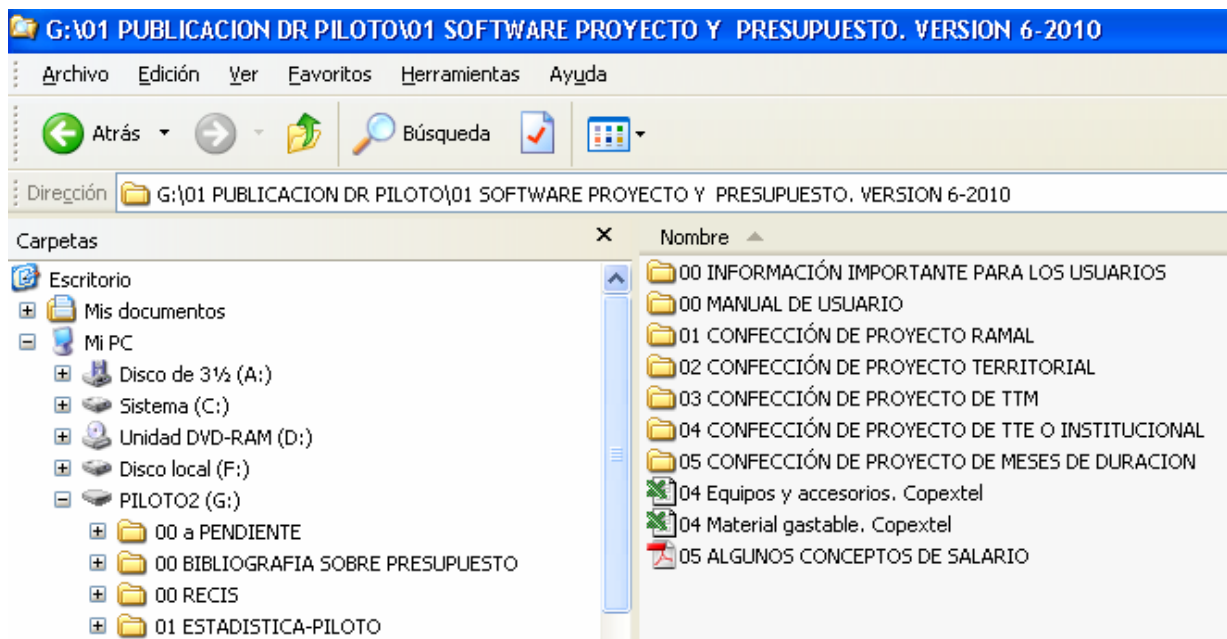 G:\01 PUBLICACION DR PILOTO\01 SOFTWARE PROYECTO Y  PRESUPUESTO. VERSION 6-2010
Archivo Edición Ver Favoritos Herramientas Ayuda
Atrás Búsqueda
Dirección G:\01 PUBLICACION DR PILOTO\01 SOFTWARE PROYECTO Y  PRESUPUESTO. VERSION 6-2010
Carpetas
Escritorio
Mis documentos
Mi PC
Disco de 3½ (A:)
Sistema (C:)
Unidad DVD-RAM (D:)
Disco local (F:)
PILOTO2 (G:)
00 a PENDIENTE
00 BIBLIOGRAFIA SOBRE PRESUPUESTO
00 RECIS
01 ESTADISTICA-PILOTO
Nombre
00 INFORMACIÓN IMPORTANTE PARA LOS USUARIOS
00 MANUAL DE USUARIO
01 CONFECCIÓN DE PROYECTO RAMAL
02 CONFECCIÓN DE PROYECTO TERRITORIAL
03 CONFECCIÓN DE PROYECTO DE TTM
04 CONFECCIÓN DE PROYECTO DE TTE O INSTITUCIONAL
05 CONFECCIÓN DE PROYECTO DE MESES DE DURACION
04 Equipos y accesorios. Copextel
04 Material gastable. Copextel
05 ALGUNOS CONCEPTOS DE SALARIO